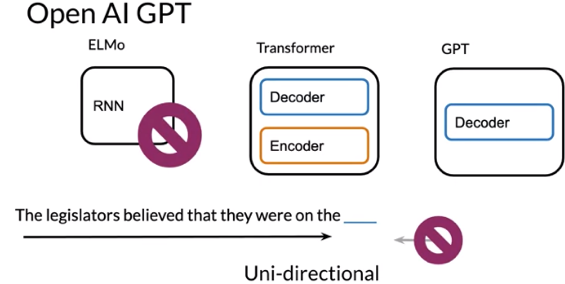 Open AI GPT
ELMo
Transformer
GPT
RNN
Decoder
Encoder
Decoder
The legislators believed that they were on the ____
Uni-directional